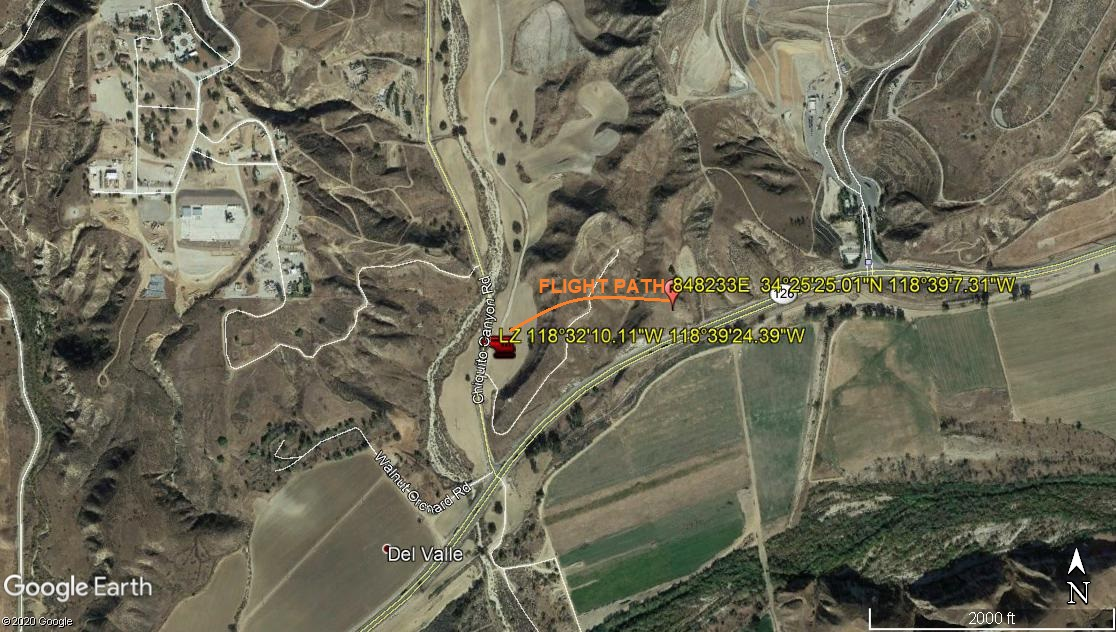 FLIGHT PATH
848233E 34°25'25.01"N 118°39'7.31"W
126
LZ 118°32'10.11"W 118°39'24.39"W
Chiquito Canyon Rd
Walnut Orchard Rd
Del Valle
Google Earth
©2020 Google
N
2000 ft